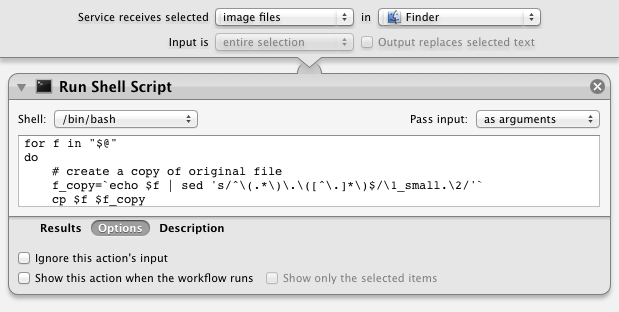 Service receives selected image files in Finder
Input is entire selection Output replaces selected text
Run Shell Script
Shell: /bin/bash Pass input: as arguments
for f in "$@"
do
# create a copy of original file
f_copy=`echo $f | sed 's/^\(.*\)\.\([^\.]*\)$/\1_small.\2/'`
cp $f $f_copy
Results Options Description
Ignore this action's input
Show this action when the workflow runs Show only the selected items